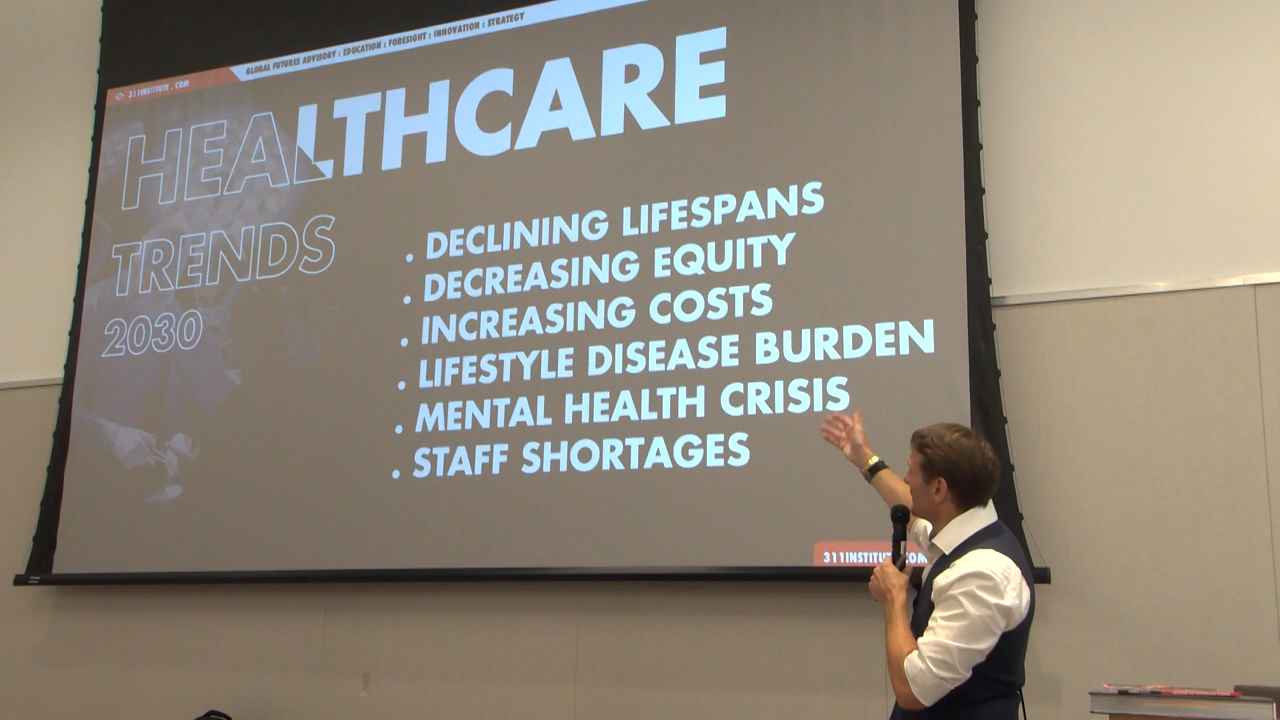 311INSTITUTE . COM
GLOBAL FUTURES ADVISORY : EDUCATION : FORESIGHT : INNOVATION : STRATEGY
HEALTHCARE
TRENDS
2030
. DECLINING LIFESPANS
. DECREASING EQUITY
. INCREASING COSTS
. LIFESTYLE DISEASE BURDEN
. MENTAL HEALTH CRISIS
. STAFF SHORTAGES
311INSTITUTE.COM